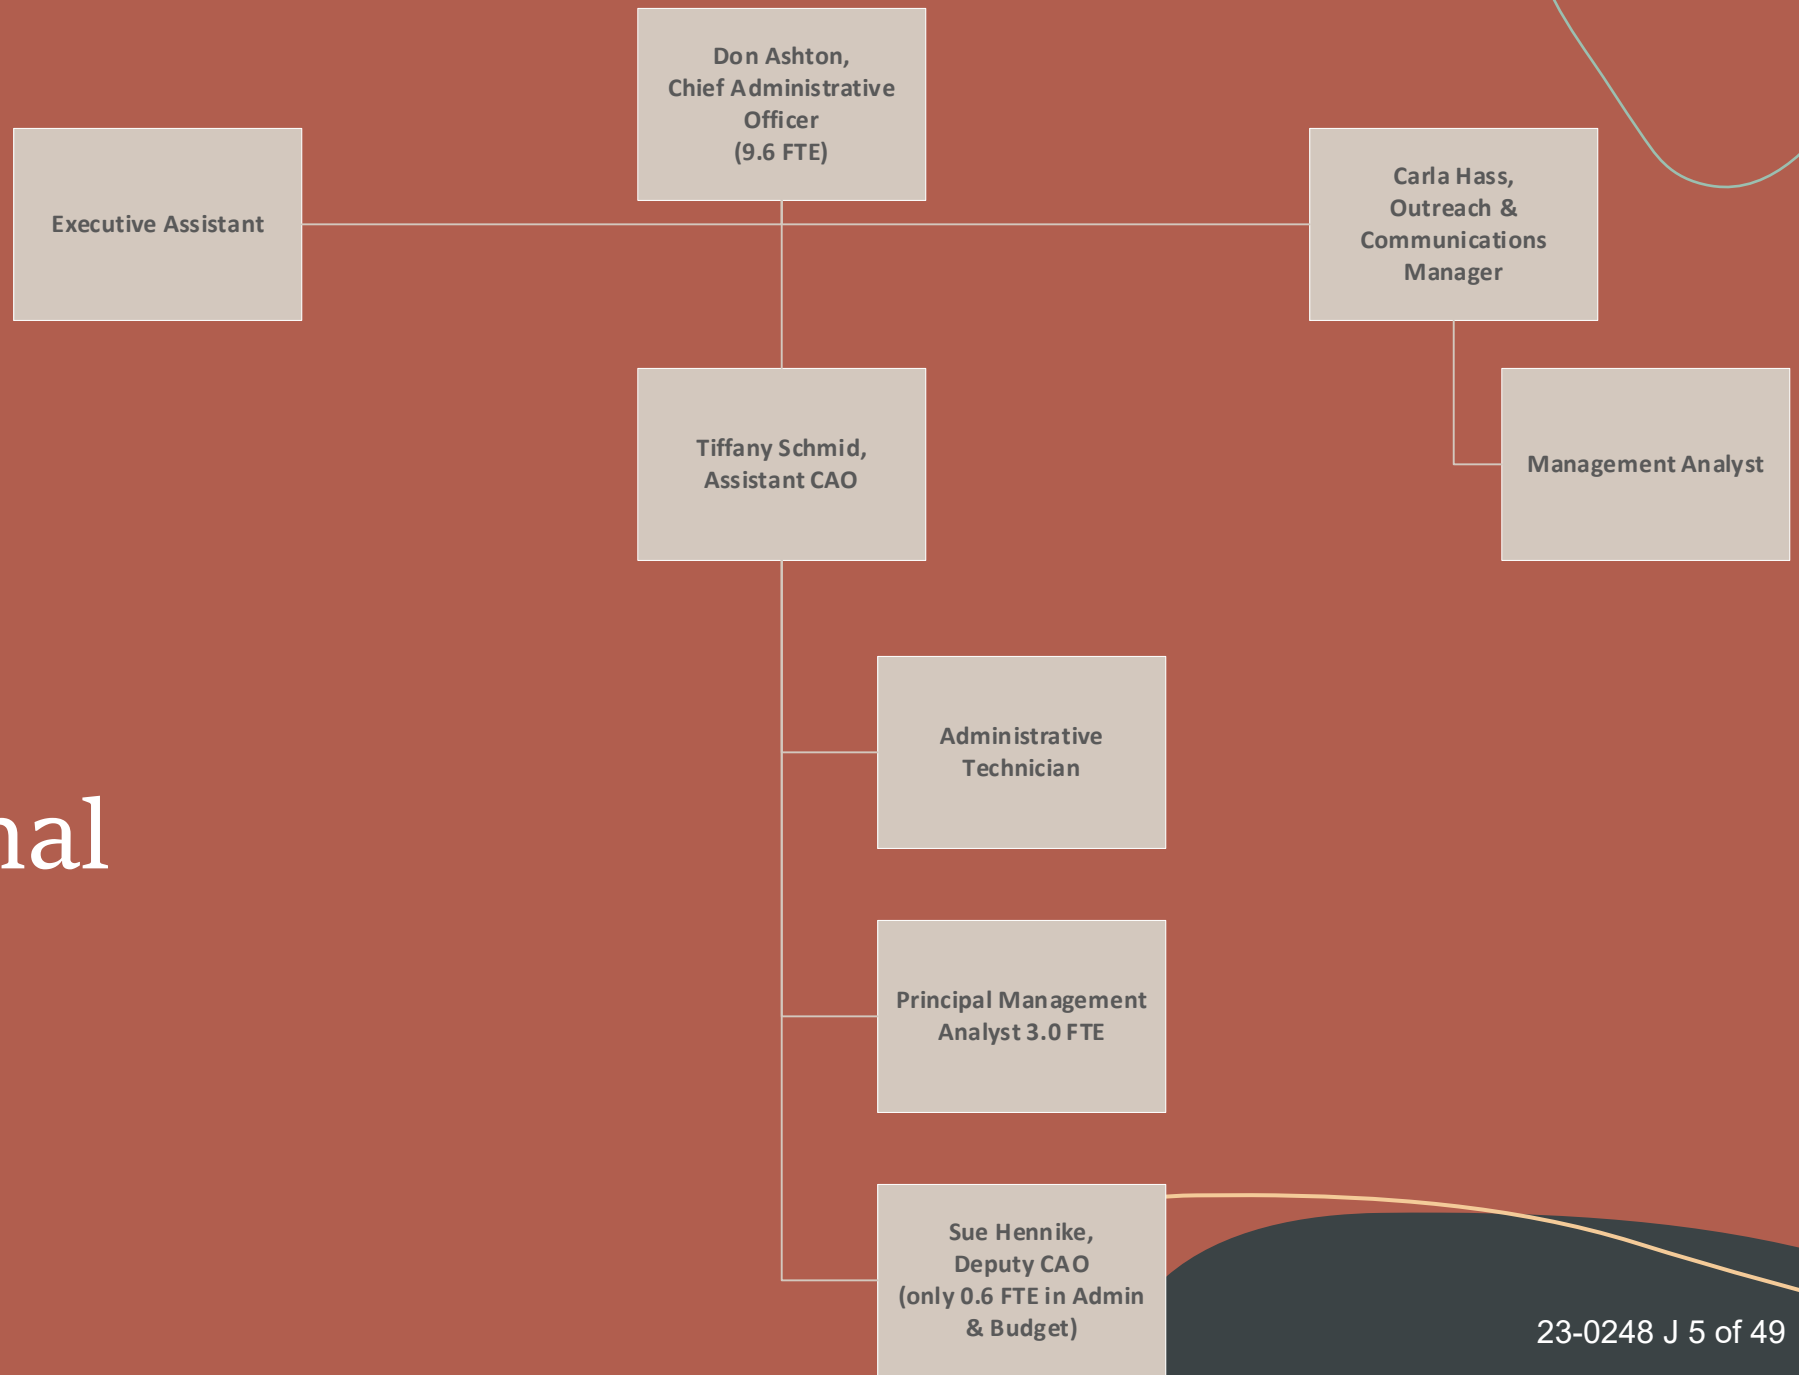 Don Ashton,
Chief Administrative
Officer
(9.6 FTE)
Executive Assistant
Carla Hass,
Outreach &
Communications
Manager
Tiffany Schmid,
Assistant CAO
Management Analyst
Administrative
Technician
nal
Principal Management
Analyst 3.0 FTE
Sue Hennike,
Deputy CAO
(only 0.6 FTE in Admin
& Budget)
23-0248 J 5 of 49